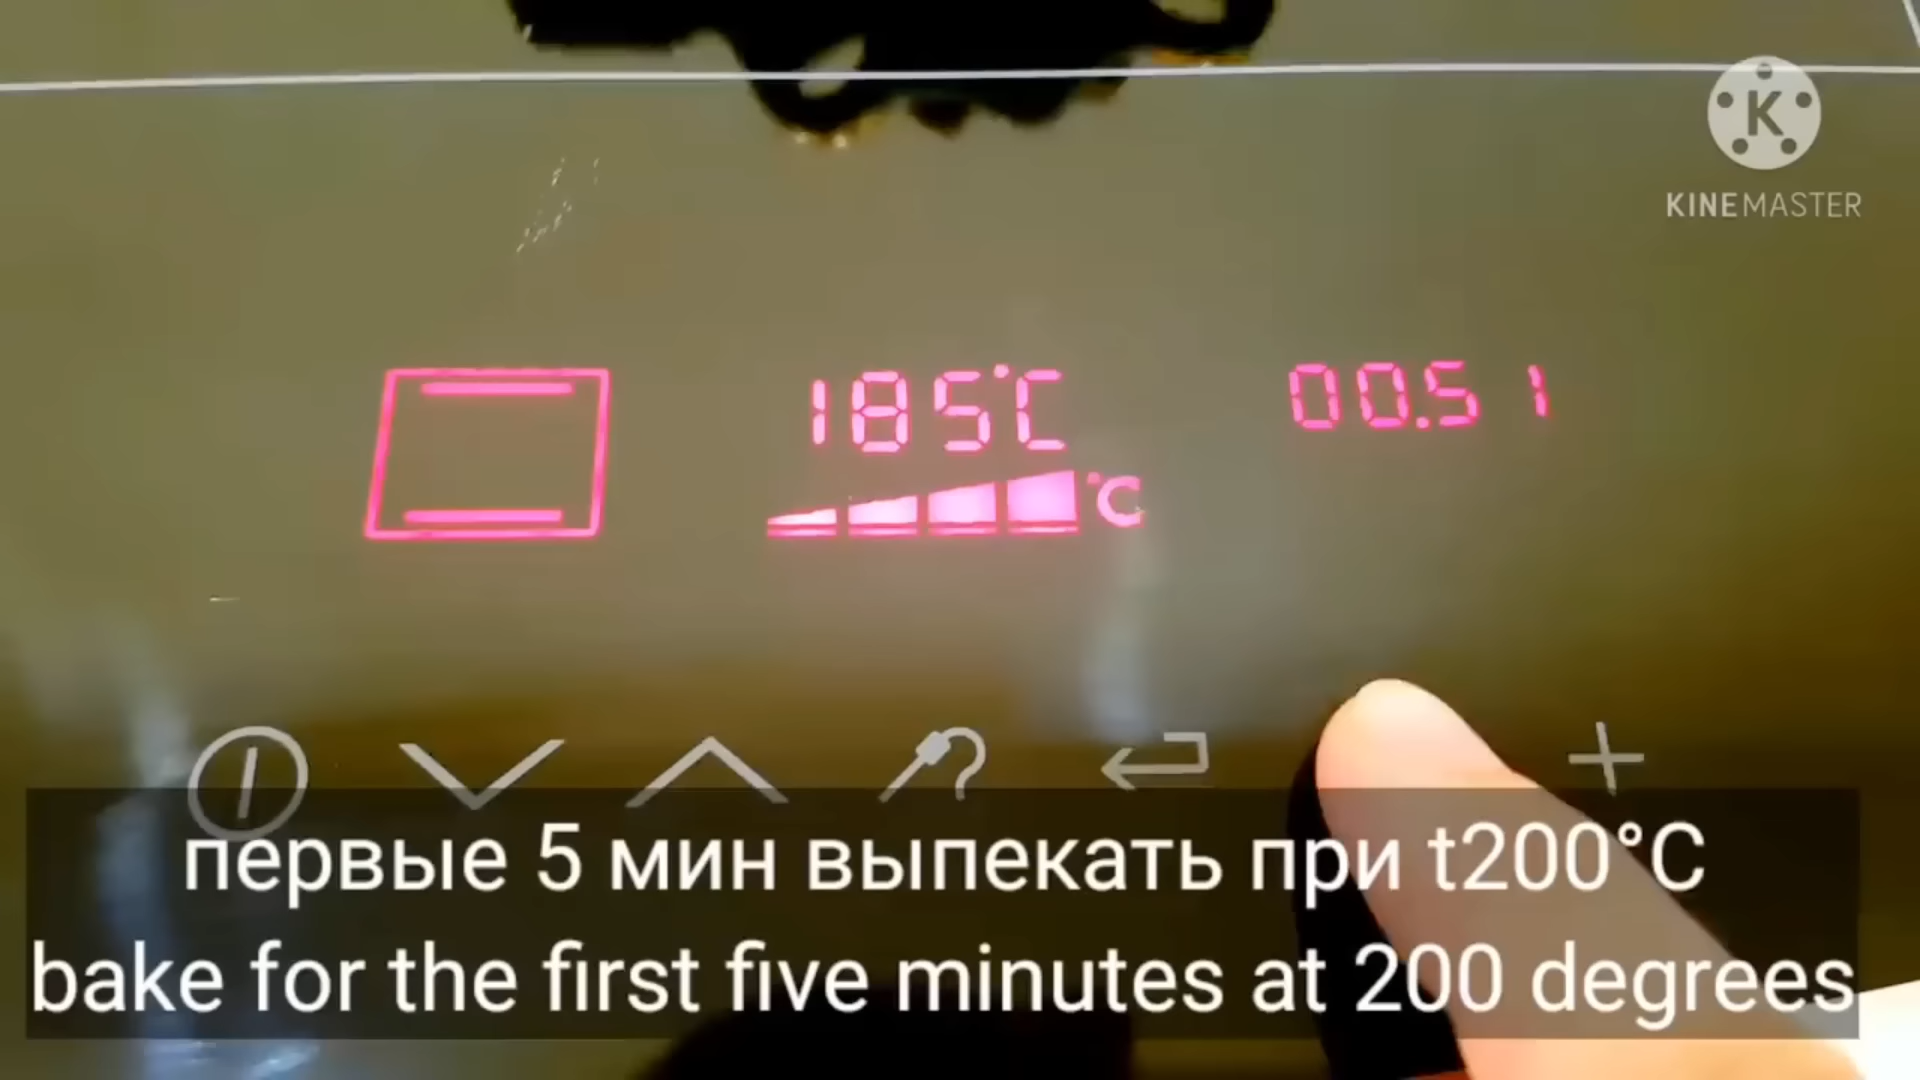 K
KINEMASTER
185°C
00.51
°C
первые 5 мин выпекать при t200°C
bake for the first five minutes at 200 degrees